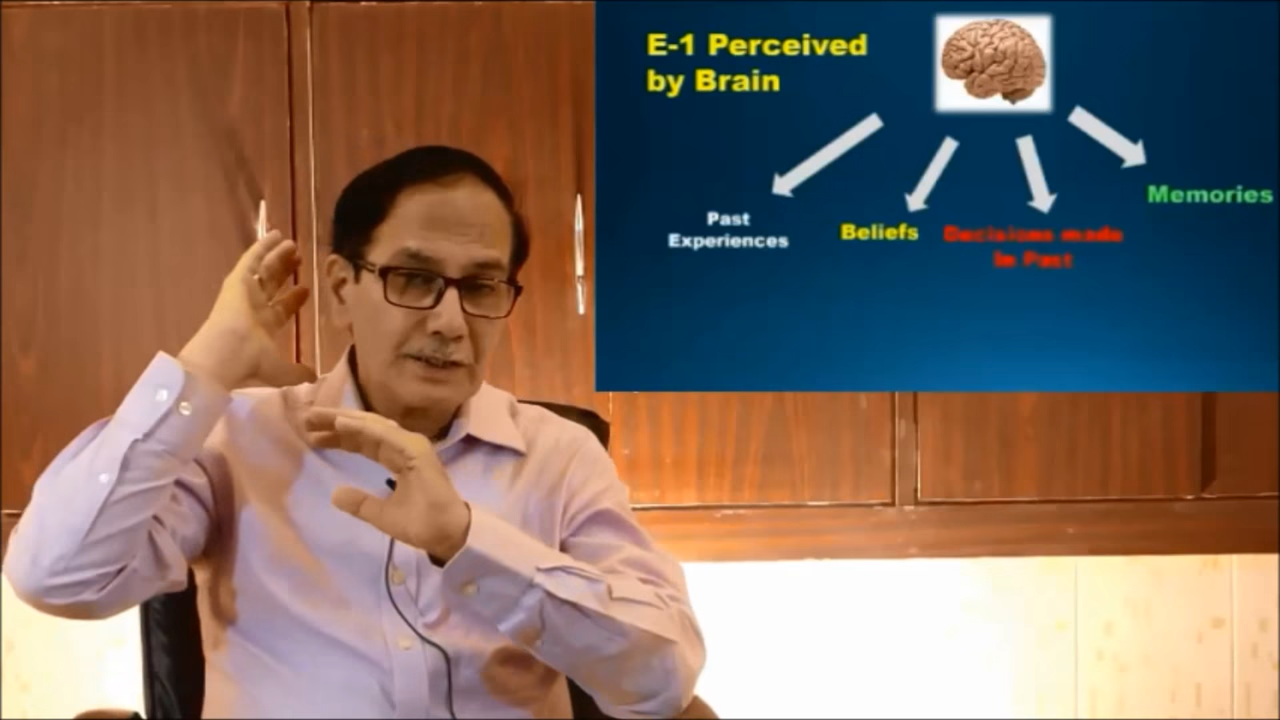 E-1 Perceived
by Brain
Past
Experiences
Beliefs
Decisions made
In Past
Memories